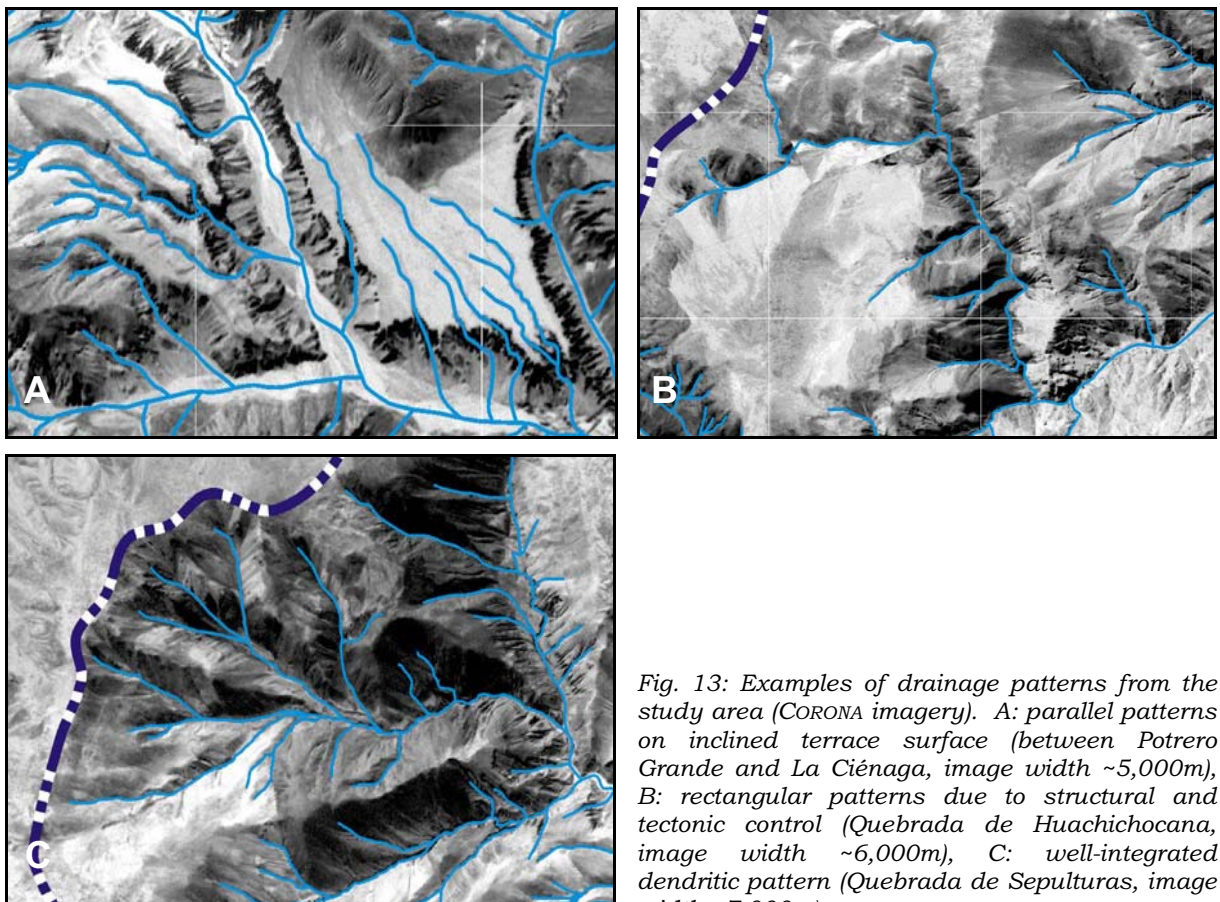 A
B
C
Fig. 13: Examples of drainage patterns from the
study area (CORONA imagery). A: parallel patterns
on inclined terrace surface (between Potrero
Grande and La Ciénaga, image width ~5,000m),
B: rectangular patterns due to structural and
tectonic control (Quebrada de Huachichocana,
image width ~6,000m), C: well-integrated
dendritic pattern (Quebrada de Sepulturas, image